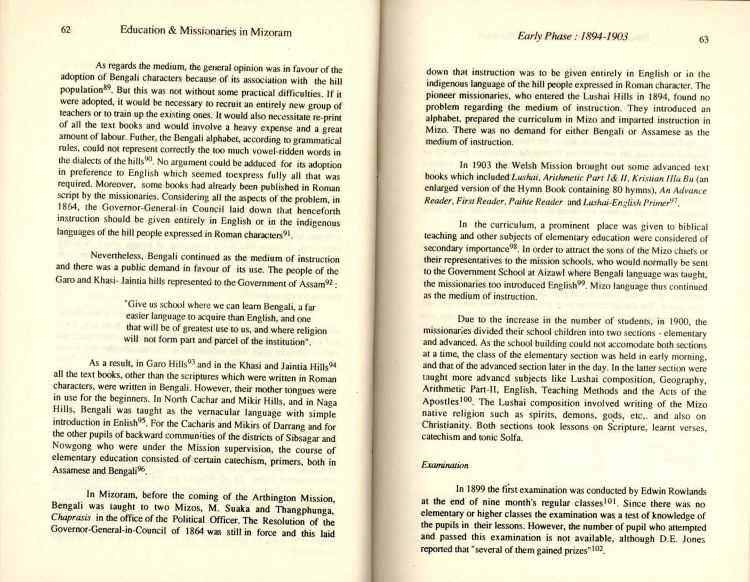 62
Education & Missionaries in Mizoram
As regards the medium, the general opinion was in favour of the
adoption of Bengali characters because of its association with the hill
population89. But this was not without some practical difficulties. If it
were adopted, it would be necessary to recruit an entirely new group of
teachers or to train up the existing ones. It would also necessitate re-print
of all the text books and would involve a heavy expense and a great
amount of labour. Futher, the Bengali alphabet, according to grammatical
rules, could not represent correctly the too much vowel-ridden words in
the dialects of the hills90. No argument could be adduced for its adoption
in preference to English which seemed toexpress fully all that was
required. Moreover, some books had already been published in Roman
script by the missionaries. Considering all the aspects of the problem, in
1864, the Governor-General-in Council laid down that henceforth
instruction should be given entirely in English or in the indigenous
languages of the hill people expressed in Roman characters91.
Nevertheless, Bengali continued as the medium of instruction
and there was a public demand in favour of its use. The people of the
Garo and Khasi- Jaintia hills represented to the Government of Assam92 :
"Give us school where we can learn Bengali, a far
easier language to acquire than English, and one
that will be of greatest use to us, and where religion
will not form part and parcel of the institution".
As a result, in Garo Hills93 and in the Khasi and Jaintia Hills94
all the text books, other than the scriptures which were written in Roman
characters, were written in Bengali. However, their mother tongues were
in use for the beginners. In North Cachar and Mikir Hills, and in Naga
Hills, Bengali was taught as the vernacular language with simple
introduction in Enlish95. For the Cacharis and Mikirs of Darrang and for
the other pupils of backward communities of the districts of Sibsagar and
Nowgong who were under the Mission supervision, the course of
elementary education consisted of certain catechism, primers, both in
Assamese and Bengali96.
In Mizoram, before the coming of the Arthington Mission,
Bengali was taught to two Mizos, M. Suaka and Thangphunga,
Chaprasis in the office of the Political Officer. The Resolution of the
Governor-General-in-Council of 1864 was still in force and this laid
Early Phase : 1894-1903
63
down that instruction was to be given entirely in English or in the
indigenous language of the hill people expressed in Roman character. The
pioneer missionaries, who entered the Lushai Hills in 1894, found no
problem regarding the medium of instruction. They introduced an
alphabet, prepared the curriculum in Mizo and imparted instruction in
Mizo. There was no demand for either Bengali or Assamese as the
medium of instruction.
In 1903 the Welsh Mission brought out some advanced text
books which included Lushai, Arithmetic Part I& II, Kristian Hla Bu (an
enlarged version of the Hymn Book containing 80 hymns), An Advance
Reader, First Reader, Paihte Reader and Lushai-English Primer97.
In the curriculum, a prominent place was given to biblical
teaching and other subjects of elementary education were considered of
secondary importance98. In order to attract the sons of the Mizo chiefs or
their representatives to the mission schools, who would normally be sent
to the Government School at Aizawl where Bengali language was taught,
the missionaries too introduced English99. Mizo language thus continued
as the medium of instruction.
Due to the increase in the number of students, in 1900, the
missionaries divided their school children into two sections - elementary
and advanced. As the school building could not accomodate both sections
at a time, the class of the elementary section was held in early morning,
and that of the advanced section later in the day. In the latter section were
taught more advanced subjects like Lushai composition, Geography,
Arithmetic Part-II, English, Teaching Methods and the Acts of the
Apostles100. The Lushai composition involved writing of the Mizo
native religion such as spirits, demons, gods, etc,. and also on
Christianity. Both sections took lessons on Scripture, learnt verses,
catechism and tonic Solfa.
Examination
In 1899 the first examination was conducted by Edwin Rowlands
at the end of nine month's regular classes101. Since there was no
elementary or higher classes the examination was a test of knowledge of
the pupils in their lessons. However, the number of pupil who attempted
and passed this examination is not available, although D.E. Jones
reported that "several of them gained prizes"102.